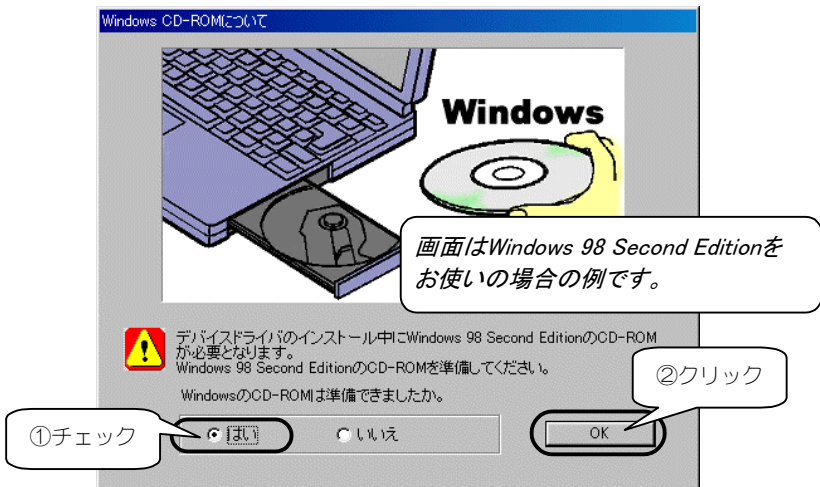 Windows CD-ROMについて
Windows
画面はWindows 98 Second Editionを
お使いの場合の例です。
デバイスドライバのインストール中にWindows 98 Second EditionのCD-ROM
が必要となります。
Windows 98 Second EditionのCD-ROMを準備してください。
WindowsのCD-ROMは準備できましたか。
②クリック
①チェック
はい
いいえ
OK